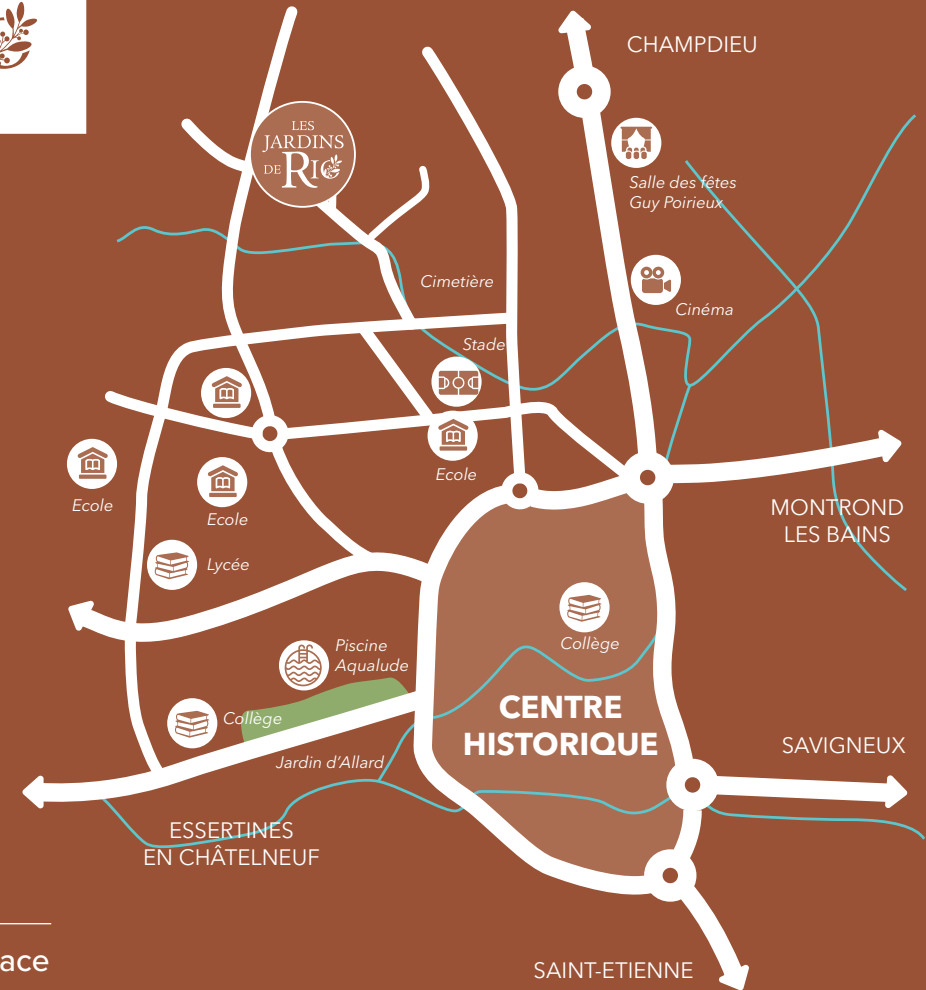 CHAMPDIEU
LES
JARDINS
DE RIO
Salle des fêtes
Guy Poirieux
Cimetière
Cinéma
Stade
Ecole
Ecole
Ecole
MONTROND
LES BAINS
Lycée
Collège
Piscine
Aqualude
Collège
CENTRE
HISTORIQUE
Jardin d'Allard
SAVIGNEUX
ESSERTINES
EN CHÂTELNEUF
ace
SAINT-ETIENNE